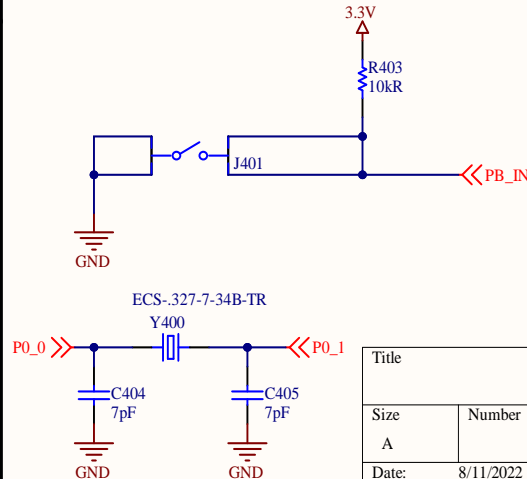 3.3V
R403
10kR
J401
PB_IN
GND
ECS-.327-7-34B-TR
Y400
P0_0
P0_1
C404
7pF
C405
7pF
GND
GND
Title
Size
Number
A
Date:
8/11/2022